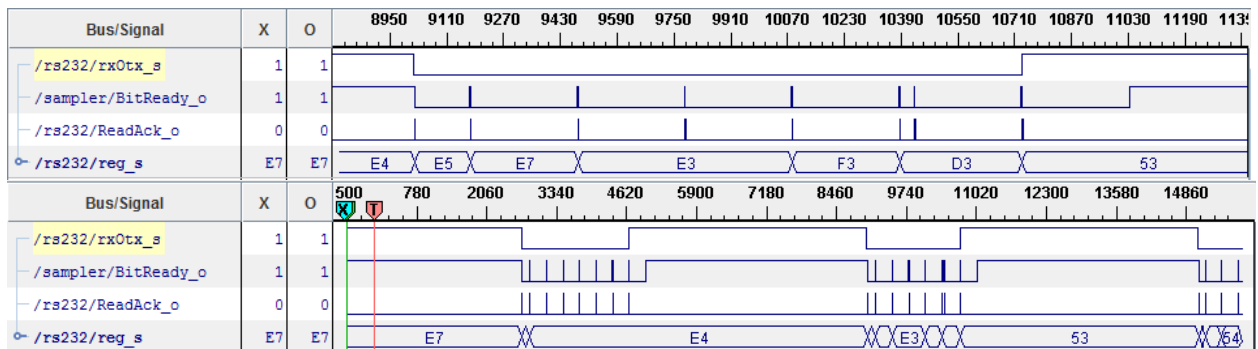 Bus/Signal X O 8950 9110 9270 9430 9590 9750 9910 10070 10230 10390 10550 10710 10870 11030 11190
/rs232/rx0tx_s 1 1
/sampler/BitReady_o 1 1
/rs232/ReadAck_o 0 0
/rs232/reg_s E7 E7 E4 E5 E7 E3 F3 D3 53
Bus/Signal X O 500 780 2060 3340 4620 5900 7180 8460 9740 11020 12300 13580 14860
X T
/rs232/rx0tx_s 1 1
/sampler/BitReady_o 1 1
/rs232/ReadAck_o 0 0
/rs232/reg_s E7 E7 E7 E4 E3 53 54